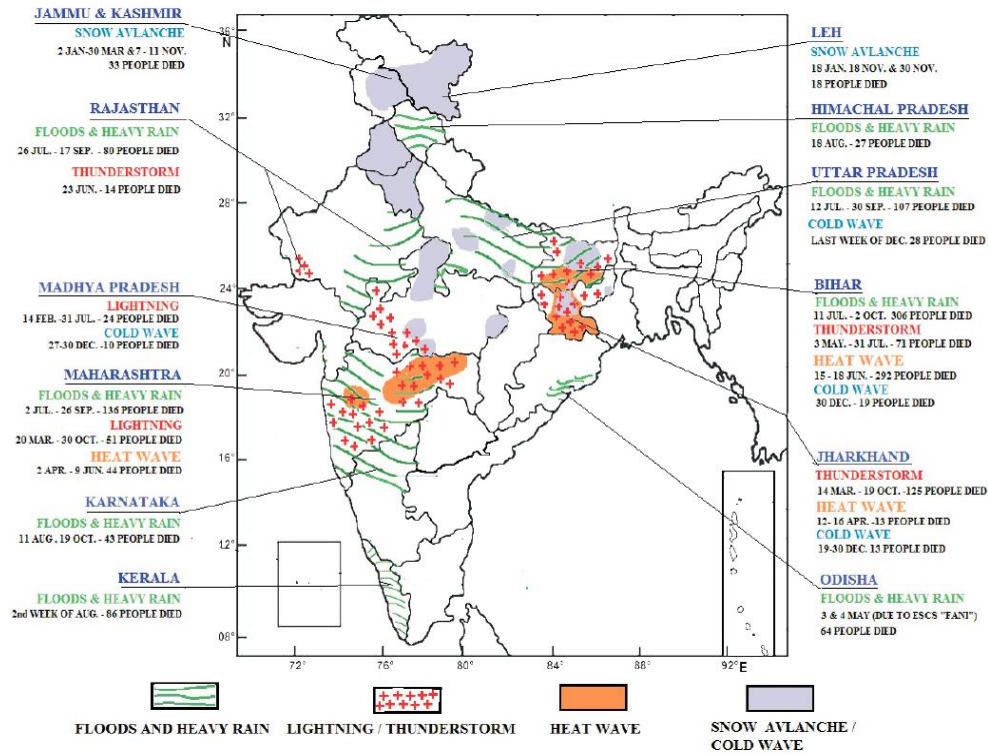 JAMMU & KASHMIR
SNOW AVLANCHE
2 JAN-30 MAR & 7 - 11 NOV.
33 PEOPLE DIED
RAJASTHAN
FLOODS & HEAVY RAIN
26 JUL. - 17 SEP. - 80 PEOPLE DIED
THUNDERSTORM
23 JUN. - 14 PEOPLE DIED
MADHYA PRADESH
LIGHTNING
14 FEB. -31 JUL. - 24 PEOPLE DIED
COLD WAVE
27-30 DEC. -10 PEOPLE DIED
MAHARASHTRA
FLOODS & HEAVY RAIN
2 JUL. - 26 SEP. - 136 PEOPLE DIED
LIGHTNING
20 MAR. - 30 OCT. - 51 PEOPLE DIED
HEAT WAVE
2 APR. - 9 JUN. 44 PEOPLE DIED
KARNATAKA
FLOODS & HEAVY RAIN
11 AUG , 19 OCT. - 43 PEOPLE DIED
KERALA
FLOODS & HEAVY RAIN
2nd WEEK OF AUG. - 86 PEOPLE DIED
36°
N
32°
28°
24°
20°
16°
12°
08°
72°
76°
80°
84°
88°
92°E
LEH
SNOW AVLANCHE
18 JAN. 18 NOV. & 30 NOV.
18 PEOPLE DIED
HIMACHAL PRADESH
FLOODS & HEAVY RAIN
18 AUG. - 27 PEOPLE DIED
UTTAR PRADESH
FLOODS & HEAVY RAIN
12 JUL. - 30 SEP. - 107 PEOPLE DIED
COLD WAVE
LAST WEEK OF DEC. 28 PEOPLE DIED
BIHAR
FLOODS & HEAVY RAIN
11 JUL. - 2 OCT. 306 PEOPLE DIED
THUNDERSTORM
3 MAY. - 31 JUL. - 71 PEOPLE DIED
HEAT WAVE
15 - 18 JUN. - 292 PEOPLE DIED
COLD WAVE
30 DEC. - 19 PEOPLE DIED
JHARKHAND
THUNDERSTORM
14 MAR. - 19 OCT. -125 PEOPLE DIED
HEAT WAVE
12- 16 APR. -13 PEOPLE DIED
COLD WAVE
19-30 DEC. 13 PEOPLE DIED
ODISHA
FLOODS & HEAVY RAIN
3 & 4 MAY (DUE TO ESCS "FANI")
64 PEOPLE DIED
FLOODS AND HEAVY RAIN
LIGHTNING / THUNDERSTORM
HEAT WAVE
SNOW AVLANCHE /
COLD WAVE